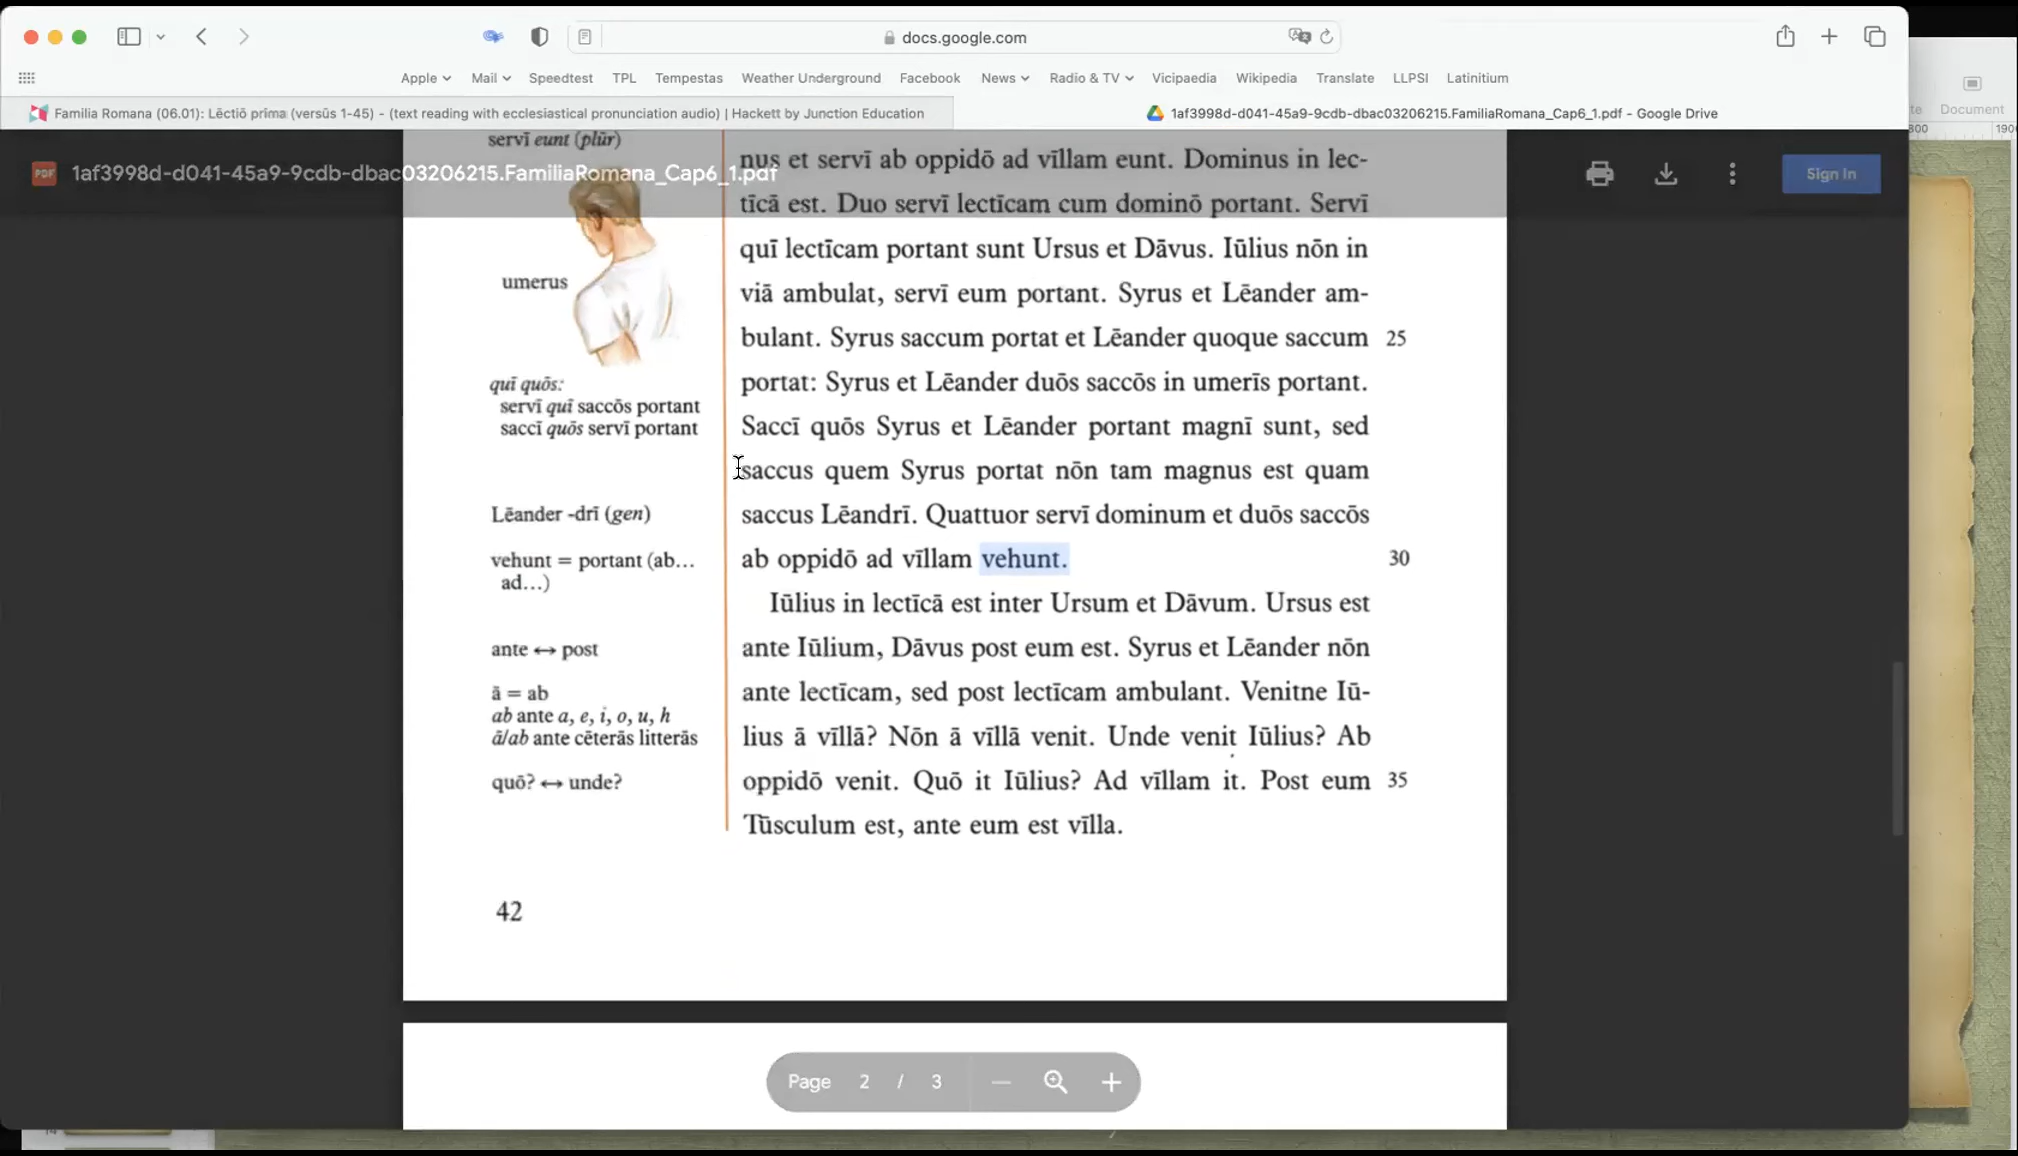 docs.google.com
Apple Mail Speedtest TPL Tempestas Weather Underground Facebook News Radio & TV Vicipaedia Wikipedia Translate LLPSI Latinitium
Familia Romana (06.01): Lēctiō prīma (versūs 1-45) - (text reading with ecclesiastical pronunciation audio) | Hackett by Junction Education
1af3998d-d041-45a9-9cdb-dbac03206215.FamiliaRomana_Cap6_1.pdf - Google Drive
Document
1af3998d-d041-45a9-9cdb-dbac03206215.FamiliaRomana_Cap6_1.pdf
Sign In
servī eunt (plūr)
umerus
quī quōs:
servī quī saccōs portant
saccī quōs servī portant
Lēander -drī (gen)
vehunt = portant (ab...
ad...)
ante ↔ post
ā = ab
ab ante a, e, i, o, u, h
ā/ab ante cēterās litterās
quō? ↔ unde?
nus et servī ab oppidō ad vīllam eunt. Dominus in lec-
tīcā est. Duo servī lectīcam cum dominō portant. Servī
quī lectīcam portant sunt Ursus et Dāvus. Iūlius nōn in
viā ambulat, servī eum portant. Syrus et Lēander am-
bulant. Syrus saccum portat et Lēander quoque saccum 25
portat: Syrus et Lēander duōs saccōs in umerīs portant.
Saccī quōs Syrus et Lēander portant magnī sunt, sed
saccus quem Syrus portat nōn tam magnus est quam
saccus Lēandrī. Quattuor servī dominum et duōs saccōs
ab oppidō ad vīllam vehunt. 30
Iūlius in lectīcā est inter Ursum et Dāvum. Ursus est
ante Iūlium, Dāvus post eum est. Syrus et Lēander nōn
ante lectīcam, sed post lectīcam ambulant. Venitne Iū-
lius ā vīllā? Nōn ā vīllā venit. Unde venit Iūlius? Ab
oppidō venit. Quō it Iūlius? Ad vīllam it. Post eum 35
Tūsculum est, ante eum est vīlla.
42
Page 2 / 3